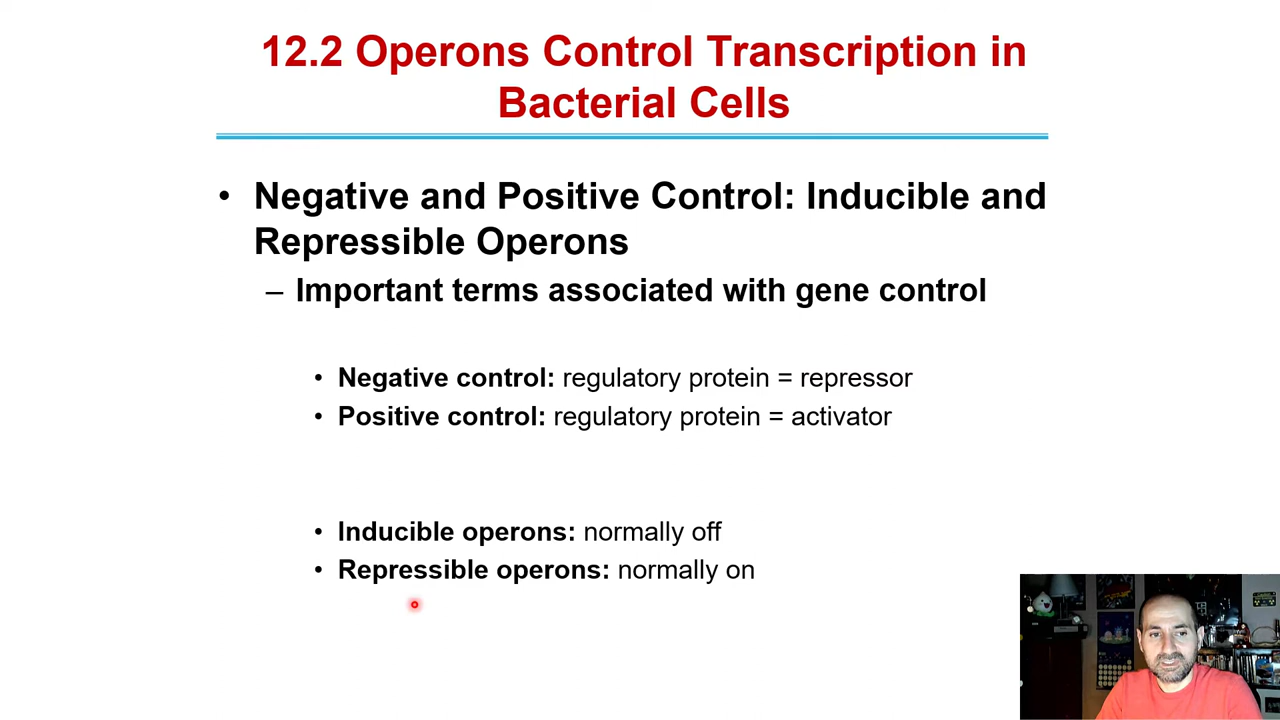 12.2 Operons Control Transcription in
Bacterial Cells
• Negative and Positive Control: Inducible and
Repressible Operons
– Important terms associated with gene control
• Negative control: regulatory protein = repressor
• Positive control: regulatory protein = activator
• Inducible operons: normally off
• Repressible operons: normally on